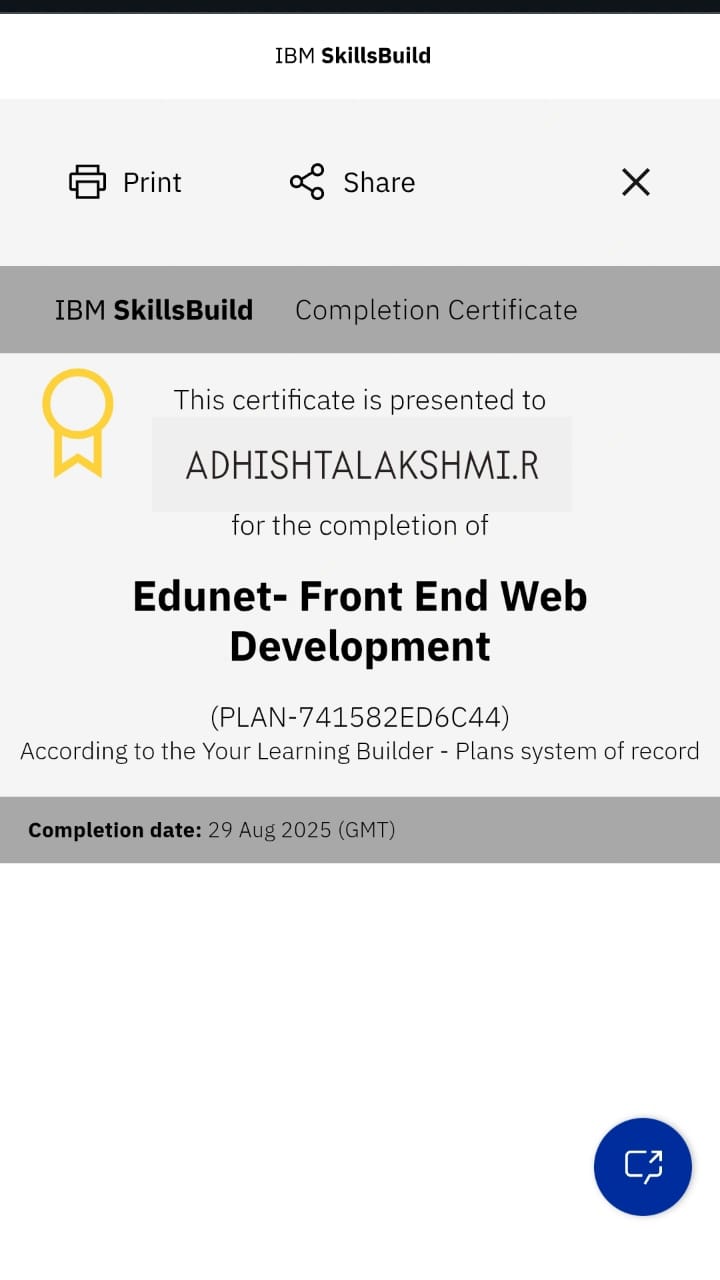 IBM SkillsBuild
Print
Share
IBM SkillsBuild Completion Certificate
This certificate is presented to
ADHISHTALAKSHMI.R
for the completion of
Edunet- Front End Web
Development
(PLAN-741582ED6C44)
According to the Your Learning Builder - Plans system of record
Completion date: 29 Aug 2025 (GMT)